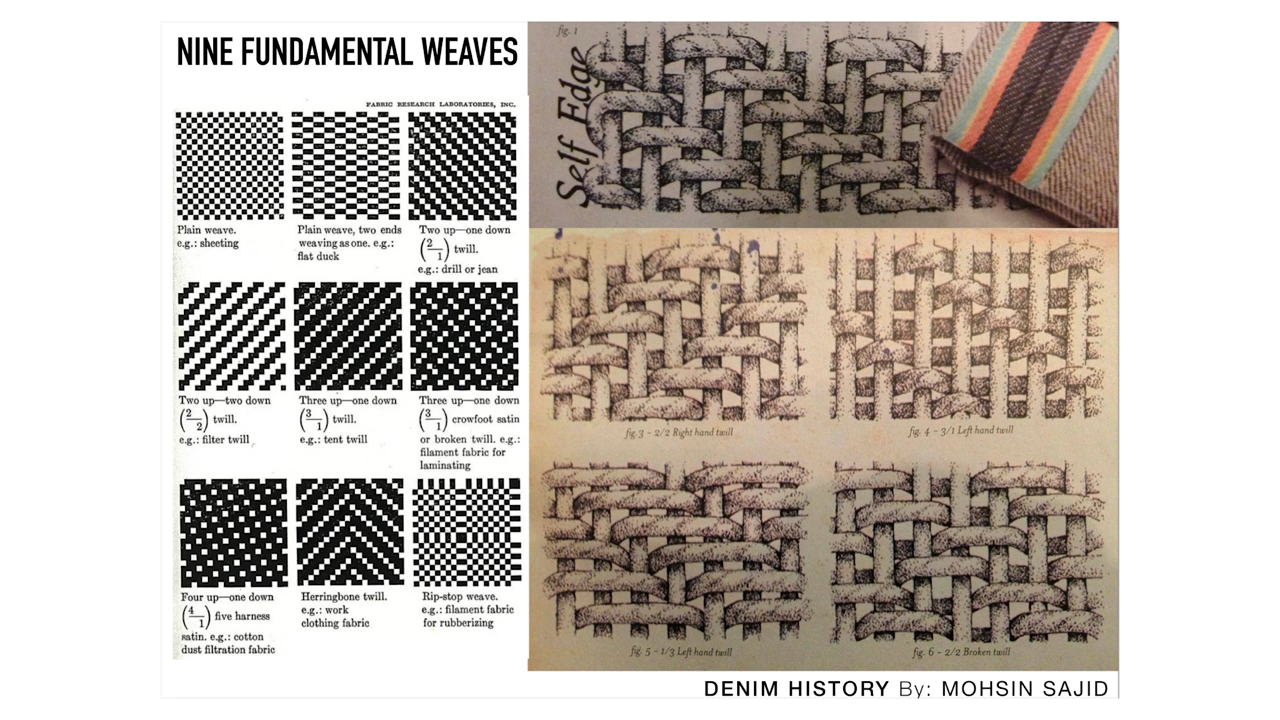 NINE FUNDAMENTAL WEAVES
FABRIC RESEARCH LABORATORIES, INC.
Plain weave.
e.g.: sheeting
Plain weave, two ends
weaving as one. e.g.:
flat duck
Two up—one down
(2/1) twill.
e.g.: drill or jean
Two up—two down
(2/2) twill.
e.g.: filter twill
Three up—one down
(3/1) twill.
e.g.: tent twill
Three up—one down
(3/1) crowfoot satin
or broken twill. e.g.:
filament fabric for
laminating
Four up—one down
(4/1) five harness
satin. e.g.: cotton
dust filtration fabric
Herringbone twill.
e.g.: work
clothing fabric
Rip-stop weave.
e.g.: filament fabric
for rubberizing
fig. 1
Self Edge
fig. 3 - 2/2 Right hand twill
fig. 4 - 3/1 Left hand twill
fig. 5 - 1/3 Left hand twill
fig. 6 - 2/2 Broken twill
DENIM HISTORY By: MOHSIN SAJID